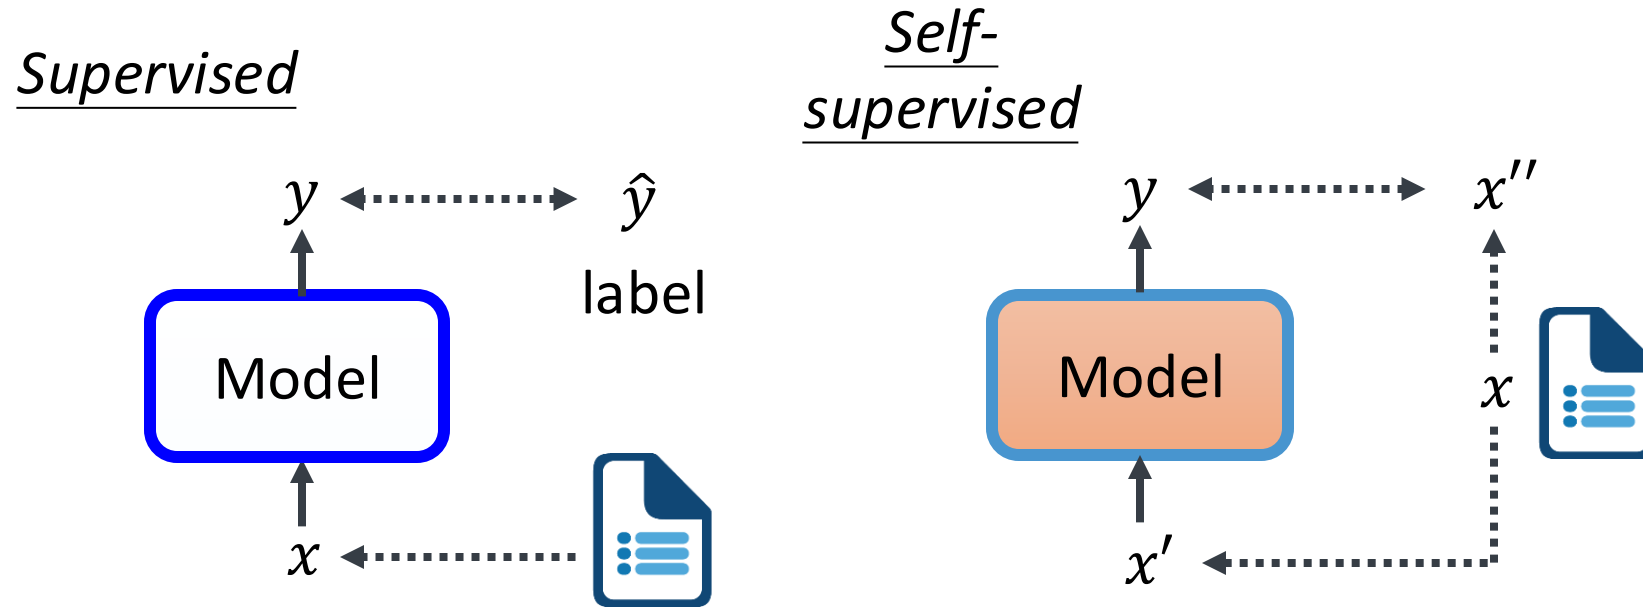 Supervised
y
ŷ
label
Model
x
Self-
supervised
y
x′′
Model
x
x′